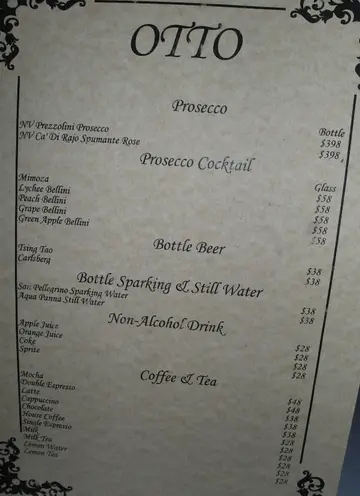 OTTO
Prosecco
Bottle
NV Prezzolini Prosecco $398
NV Ca' Di Rajo Spumante Rose $398
Prosecco Cocktail
Glass
Mimoza $58
Lychee Bellini $58
Peach Bellini $58
Grape Bellini $58
Green Apple Bellini $58
Bottle Beer
Tsing Tao $38
Carlsberg $38
Bottle Sparking & Still Water
San Pellegrino Sparking Water $38
Aqua Panna Still Water $38
Non-Alcohol Drink
Apple Juice $28
Orange Juice $28
Coke $28
Sprite $28
Coffee & Tea
Mocha $48
Double Espresso $48
Latte $38
Cappuccino $38
Chocolate $38
House Coffee $28
Single Espresso $28
Milk $28
Milk Tea $28
Lemon Water $28
Lemon Tea $28